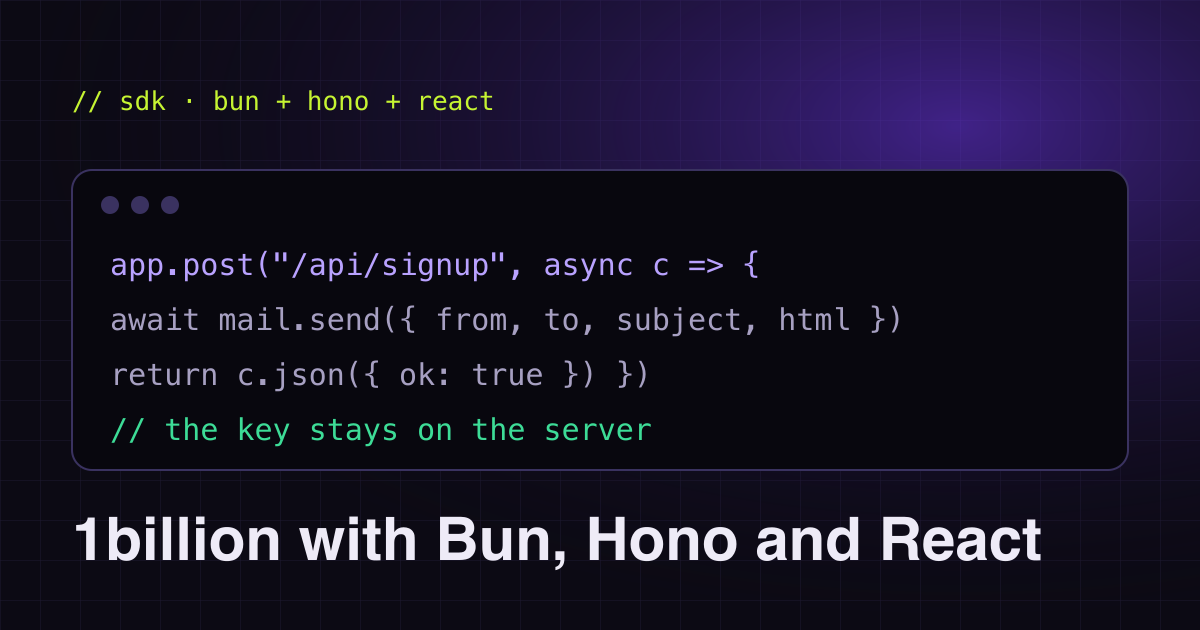 // sdk · bun + hono + react
app.post("/api/signup", async c => {
await mail.send({ from, to, subject, html })
return c.json({ ok: true }) })
// the key stays on the server
1billion with Bun, Hono and React